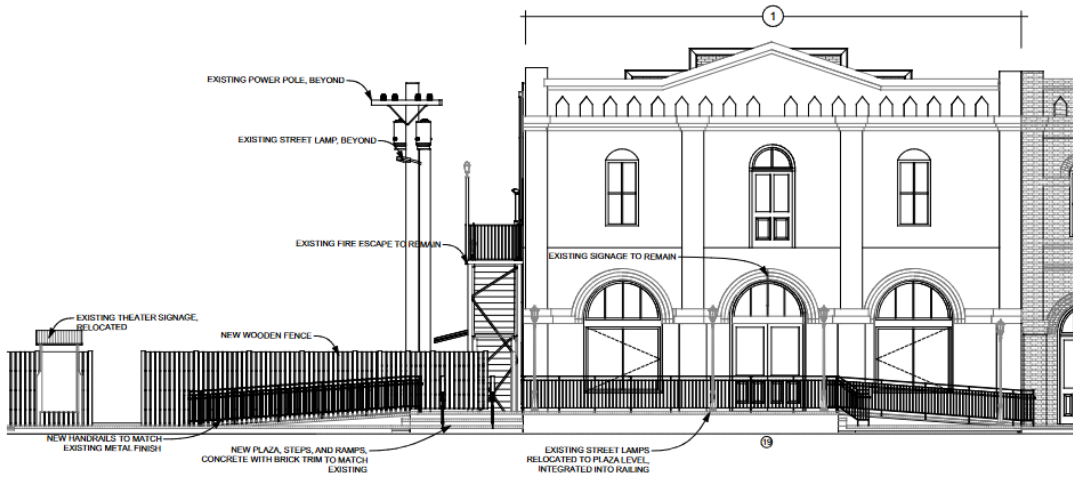 1
EXISTING POWER POLE, BEYOND
EXISTING STREET LAMP, BEYOND
EXISTING FIRE ESCAPE TO REMAIN
EXISTING SIGNAGE TO REMAIN
EXISTING THEATER SIGNAGE,
RELOCATED
NEW WOODEN FENCE
NEW HANDRAILS TO MATCH
EXISTING METAL FINISH
NEW PLAZA, STEPS, AND RAMPS,
CONCRETE WITH BRICK TRIM TO MATCH
EXISTING
EXISTING STREET LAMPS
RELOCATED TO PLAZA LEVEL,
INTEGRATED INTO RAILING
19